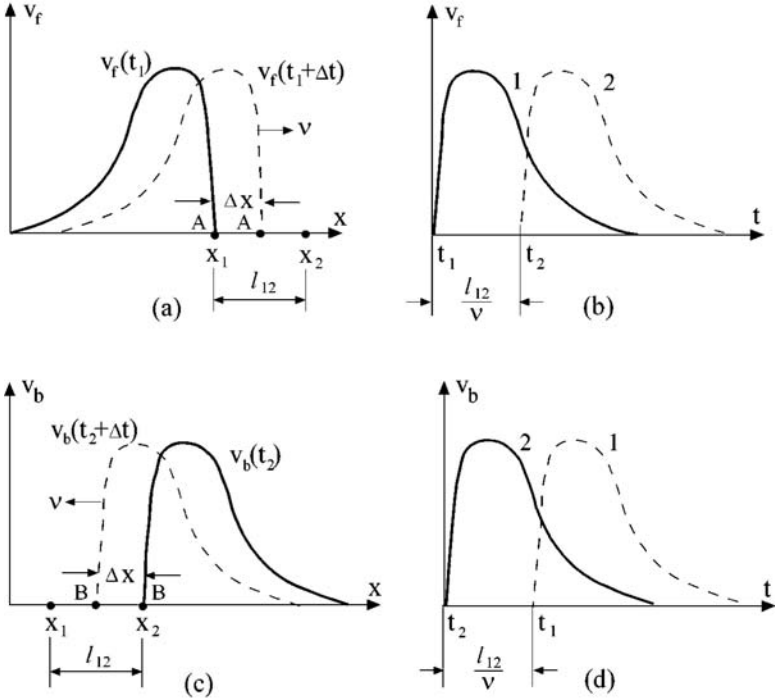 v_f
v_f(t_1)
v_f(t_1+Δt)
ν
Δx
A
A
x
x_1
x_2
l_12
(a)
v_f
1
2
t
t_1
t_2
l_12
ν
(b)
v_b
v_b(t_2+Δt)
v_b(t_2)
ν
Δx
B
B
x
x_1
x_2
l_12
(c)
v_b
2
1
t
t_2
t_1
l_12
ν
(d)